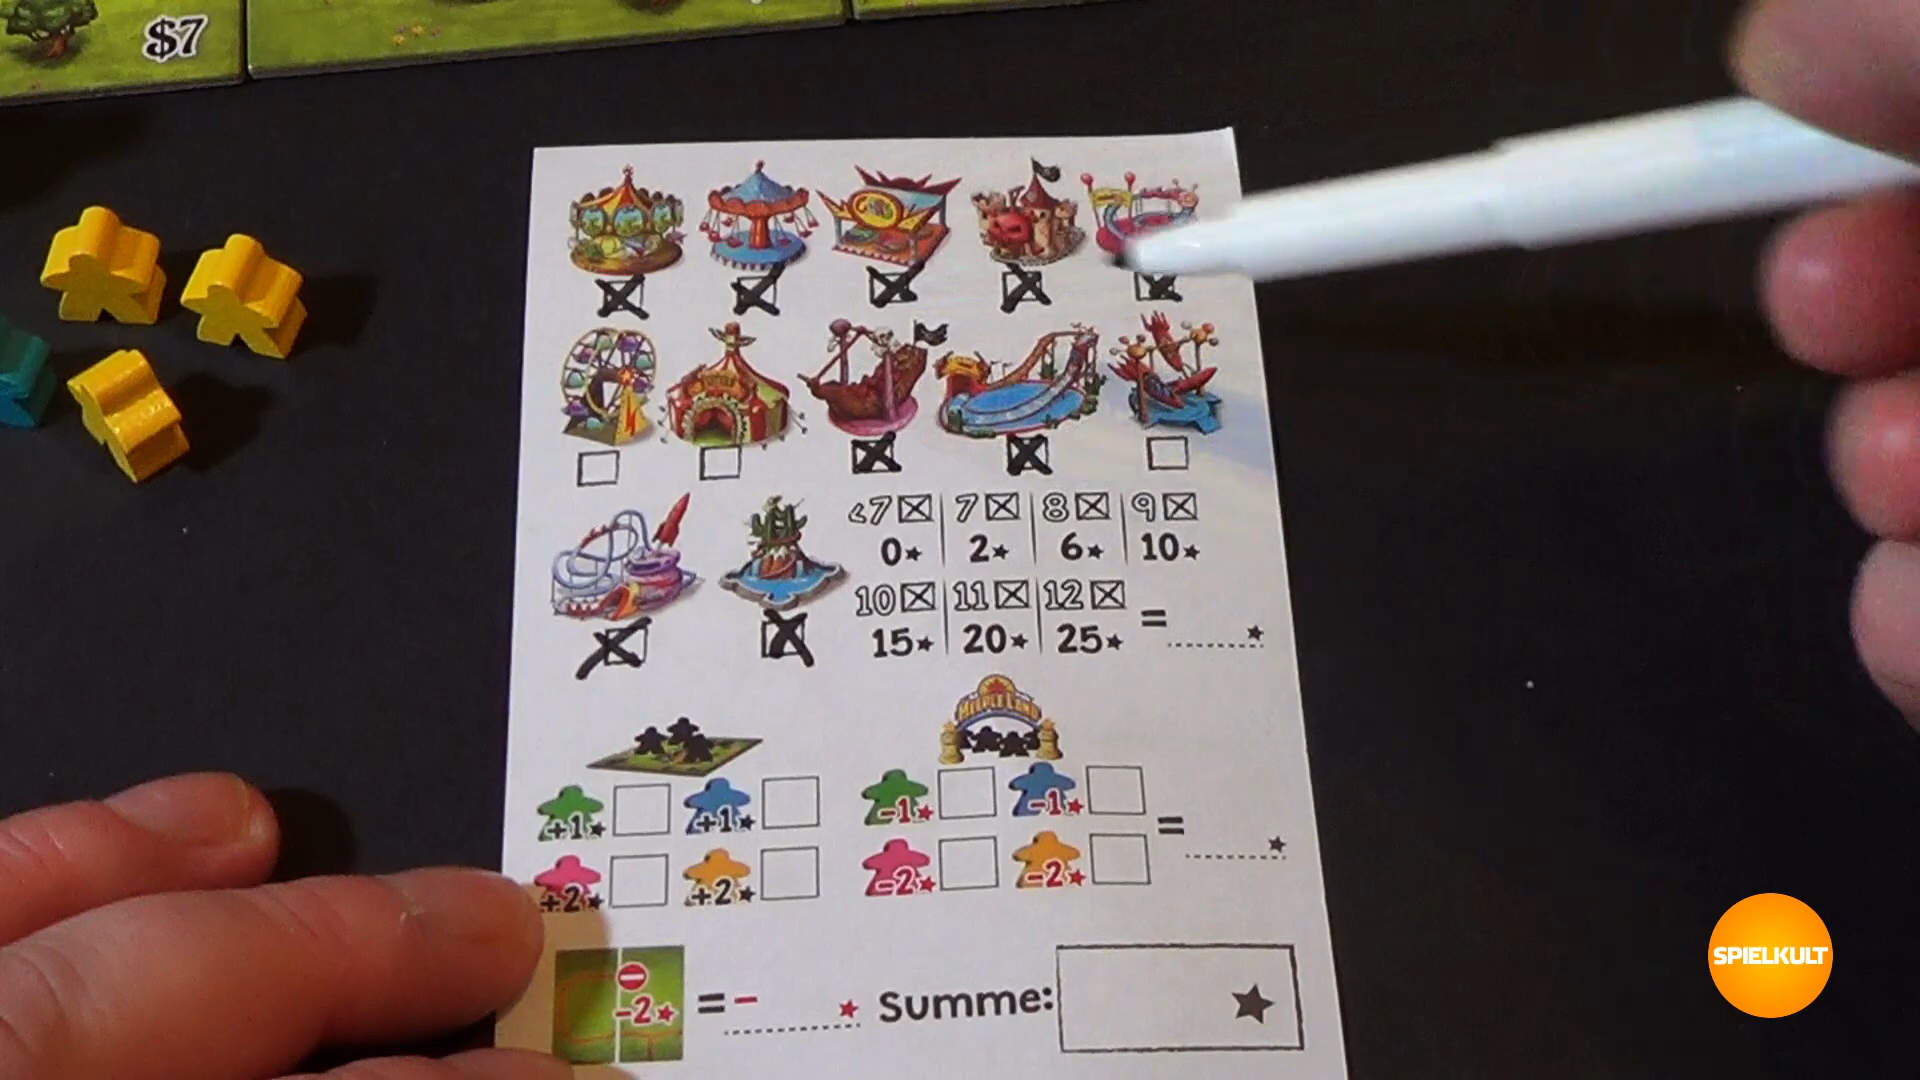 $7
<7 7 8 9
0★ 2★ 6★ 10★
10 11 12
15★ 20★ 25★ = ★
MEEPLE LAND
+1★ +1★ -1★ -1★ = ★
+2★ +2★ -2★ -2★
-2★ = - ★ Summe: ★
SPIELKULT